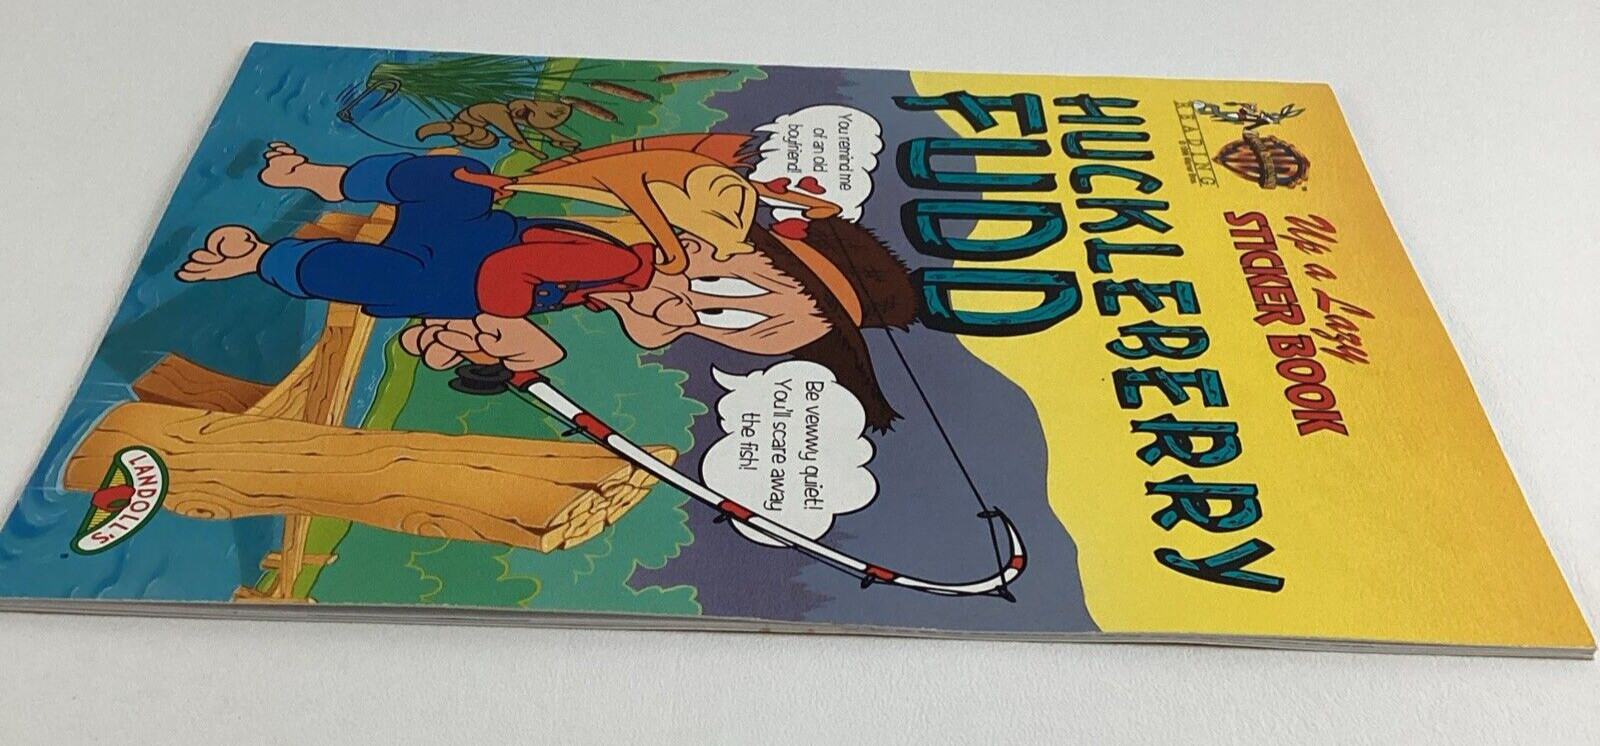 Up a Lazy
STICKER BOOK
READING
HUCKLEBERRY
FUDD
You remind me
of an old
boyfriend!
Be vewwy quiet!
You'll scare away
the fish!
LANDOLL'S